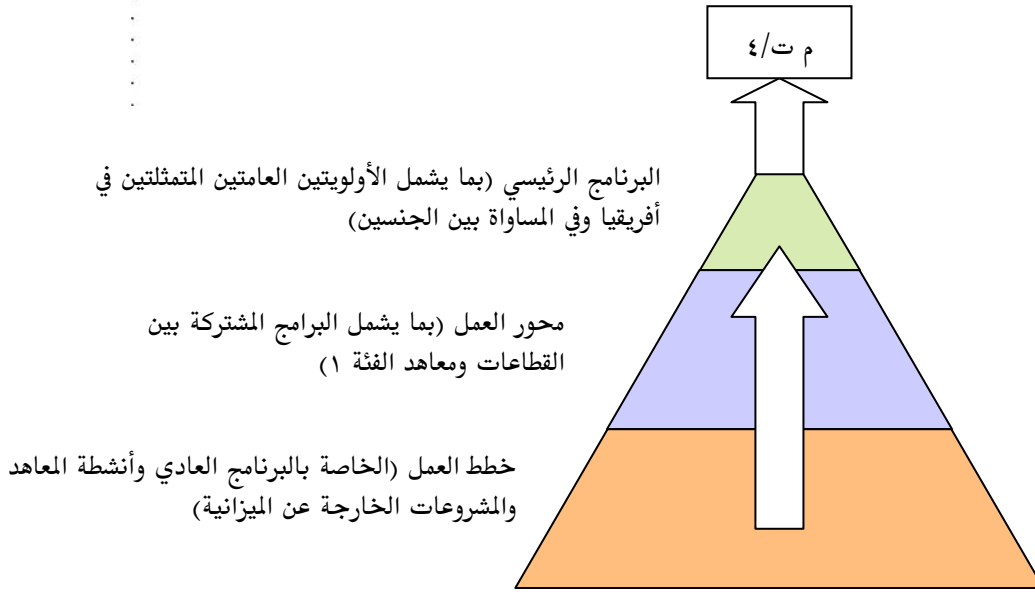 م ت/٤
البرنامج الرئيسي (بما يشمل الأولويتين العامتين المتمثلتين في
أفريقيا وفي المساواة بين الجنسين)
محور العمل (بما يشمل البرامج المشتركة بين
القطاعات ومعاهد الفئة ١)
خطط العمل (الخاصة بالبرنامج العادي وأنشطة المعاهد
والمشروعات الخارجة عن الميزانية)